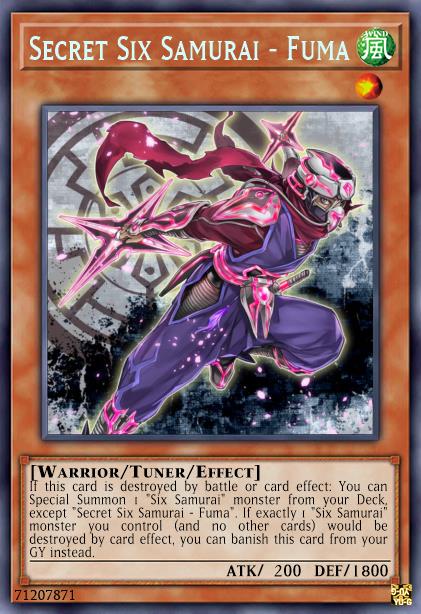 SECRET SIX SAMURAI - FUMA
WIND
風
[WARRIOR/TUNER/EFFECT]
If this card is destroyed by battle or card effect: You can
Special Summon 1 "Six Samurai" monster from your Deck,
except "Secret Six Samurai - Fuma". If exactly 1 "Six Samurai"
monster you control (and no other cards) would be
destroyed by card effect, you can banish this card from your
GY instead.
ATK/ 200 DEF/1800
71207871